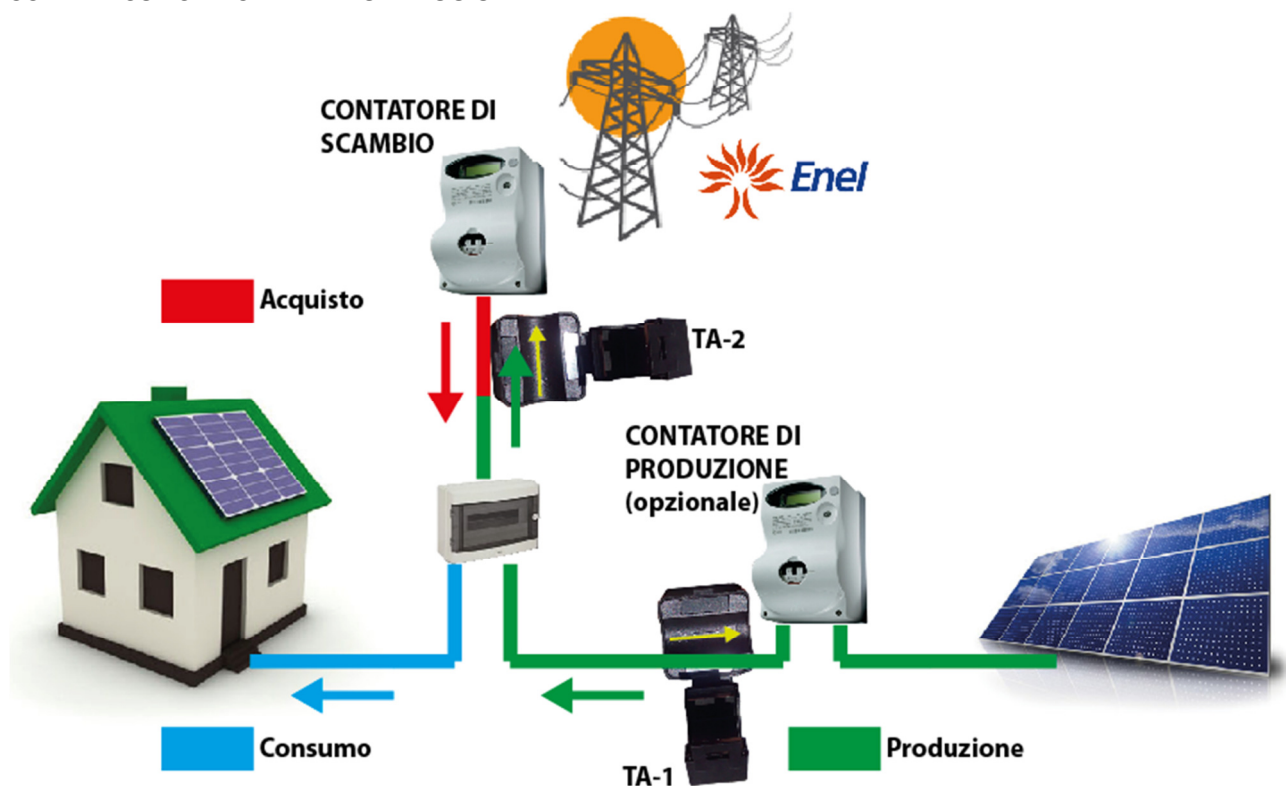 CONTATORE DI
SCAMBIO
Enel
Acquisto
TA-2
CONTATORE DI
PRODUZIONE
(opzionale)
Consumo
TA-1
Produzione